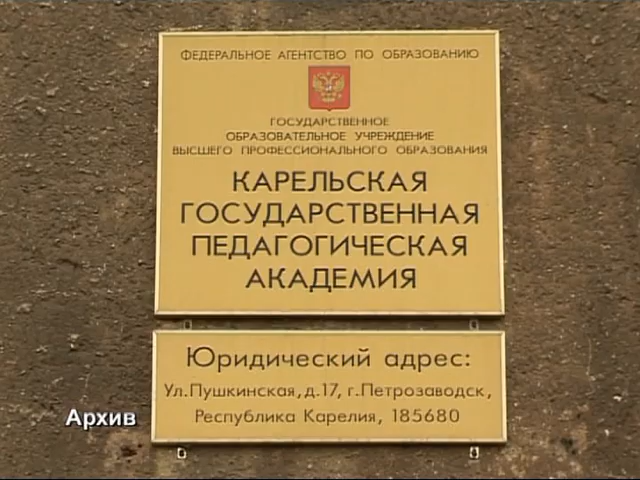 ФЕДЕРАЛЬНОЕ АГЕНТСТВО ПО ОБРАЗОВАНИЮ
ГОСУДАРСТВЕННОЕ
ОБРАЗОВАТЕЛЬНОЕ УЧРЕЖДЕНИЕ
ВЫСШЕГО ПРОФЕССИОНАЛЬНОГО ОБРАЗОВАНИЯ
КАРЕЛЬСКАЯ
ГОСУДАРСТВЕННАЯ
ПЕДАГОГИЧЕСКАЯ
АКАДЕМИЯ
Юридический адрес:
Ул.Пушкинская, д.17, г.Петрозаводск,
Республика Карелия, 185680
Архив